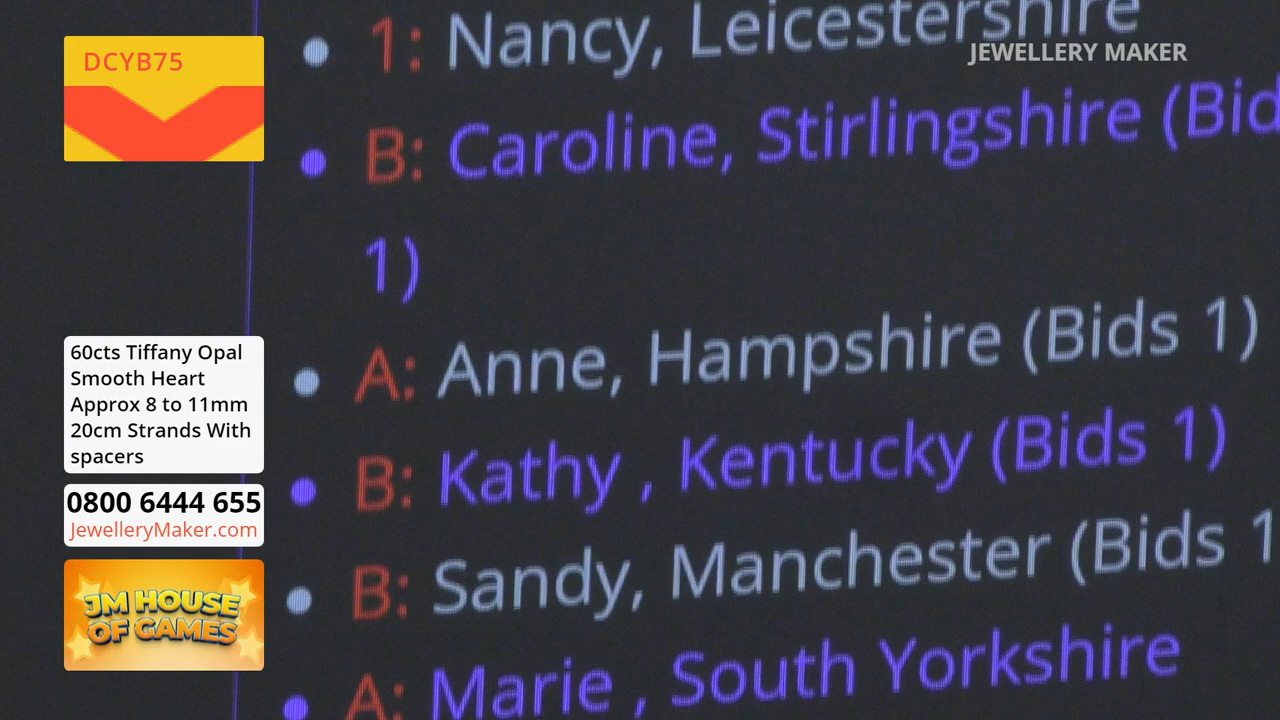 DCYB75
JEWELLERY MAKER
1: Nancy, Leicestershire
B: Caroline, Stirlingshire (Bid
1)
A: Anne, Hampshire (Bids 1)
B: Kathy , Kentucky (Bids 1)
B: Sandy, Manchester (Bids 1
A: Marie , South Yorkshire
60cts Tiffany Opal
Smooth Heart
Approx 8 to 11mm
20cm Strands With
spacers
0800 6444 655
JewelleryMaker.com
JM HOUSE
OF GAMES